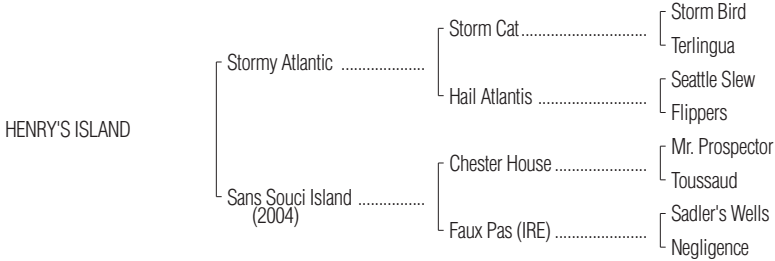 Storm Bird
Storm Cat..............................
Terlingua
Stormy Atlantic ....................
Seattle Slew
Hail Atlantis ..........................
Flippers
HENRY'S ISLAND
Mr. Prospector
Chester House ......................
Toussaud
Sans Souci Island ................
(2004)
Sadler's Wells
Faux Pas (IRE) ......................
Negligence